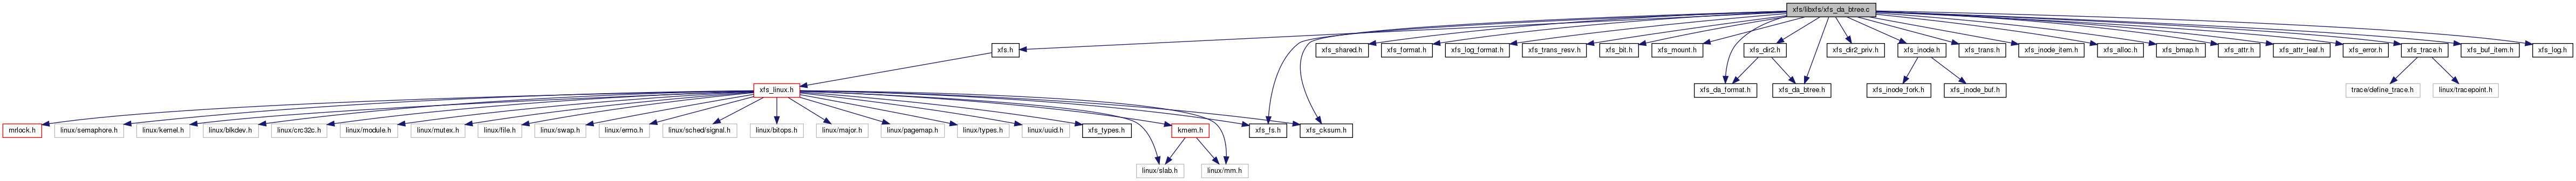 xfs/libxfs/xfs_da_btree.c
xfs.h
xfs_shared.h
xfs_format.h
xfs_log_format.h
xfs_trans_resv.h
xfs_bit.h
xfs_mount.h
xfs_dir2.h
xfs_dir2_priv.h
xfs_inode.h
xfs_trans.h
xfs_inode_item.h
xfs_alloc.h
xfs_bmap.h
xfs_attr.h
xfs_attr_leaf.h
xfs_error.h
xfs_trace.h
xfs_buf_item.h
xfs_log.h
xfs_linux.h
xfs_da_format.h
xfs_da_btree.h
xfs_inode_fork.h
xfs_inode_buf.h
trace/define_trace.h
linux/tracepoint.h
mrlock.h
linux/semaphore.h
linux/kernel.h
linux/blkdev.h
linux/crc32c.h
linux/module.h
linux/mutex.h
linux/file.h
linux/swap.h
linux/errno.h
linux/sched/signal.h
linux/bitops.h
linux/major.h
linux/pagemap.h
linux/types.h
linux/uuid.h
xfs_types.h
kmem.h
xfs_fs.h
xfs_cksum.h
linux/slab.h
linux/mm.h